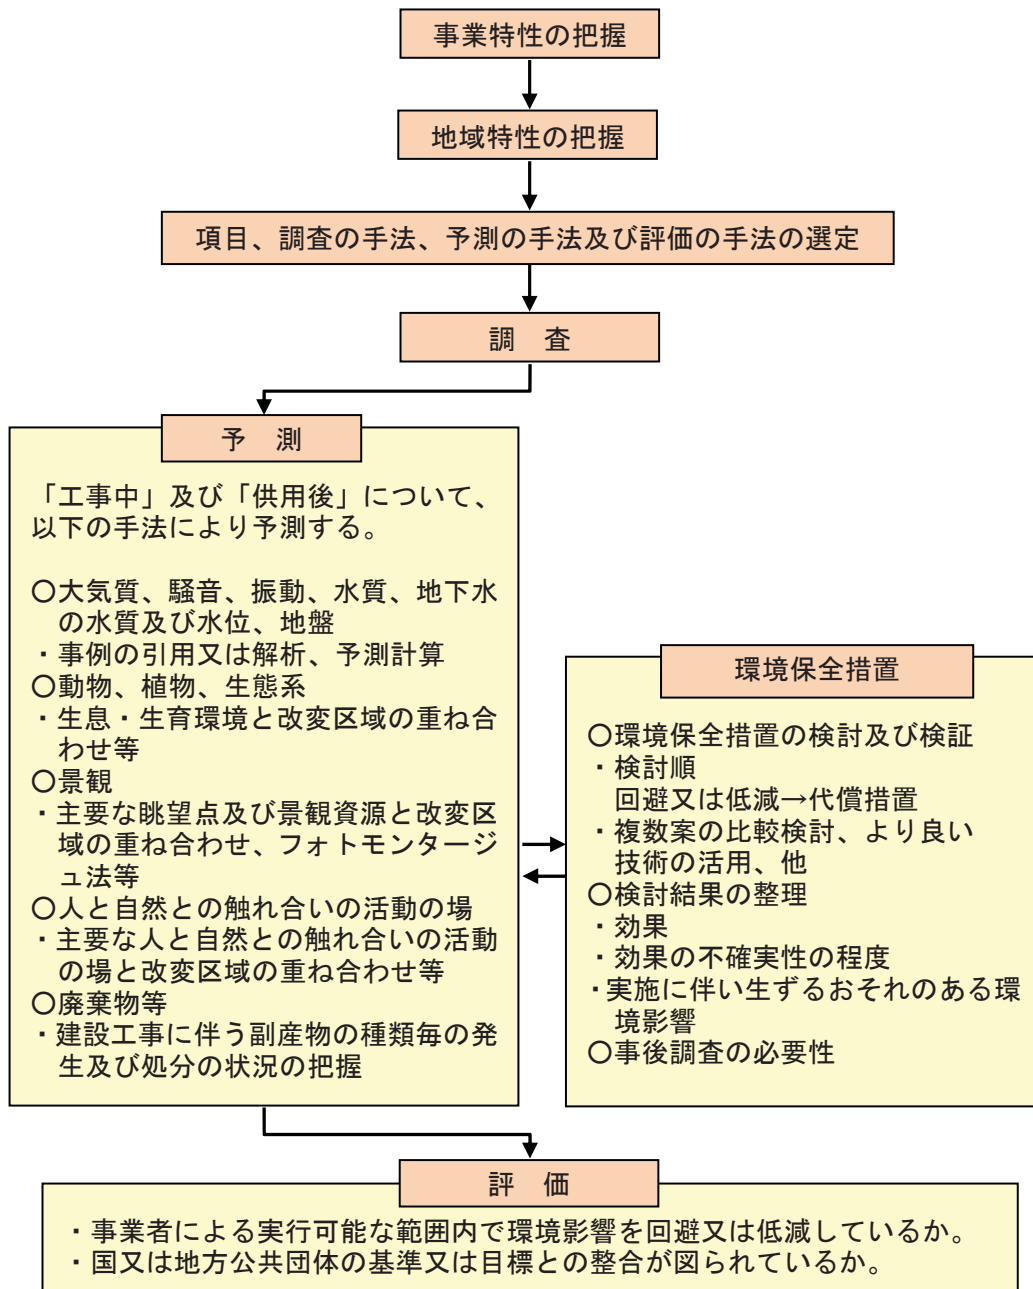 事業特性の把握
地域特性の把握
項目、調査の手法、予測の手法及び評価の手法の選定
調　査
予　測
「工事中」及び「供用後」について、
以下の手法により予測する。
〇大気質、騒音、振動、水質、地下水
の水質及び水位、地盤
・事例の引用又は解析、予測計算
〇動物、植物、生態系
・生息・生育環境と改変区域の重ね合
わせ等
〇景観
・主要な眺望点及び景観資源と改変区
域の重ね合わせ、フォトモンタージ
ュ法等
〇人と自然との触れ合いの活動の場
・主要な人と自然との触れ合いの活動
の場と改変区域の重ね合わせ等
〇廃棄物等
・建設工事に伴う副産物の種類毎の発
生及び処分の状況の把握
環境保全措置
〇環境保全措置の検討及び検証
・検討順
回避又は低減→代償措置
・複数案の比較検討、より良い
技術の活用、他
〇検討結果の整理
・効果
・効果の不確実性の程度
・実施に伴い生ずるおそれのある環
境影響
〇事後調査の必要性
評　価
・事業者による実行可能な範囲内で環境影響を回避又は低減しているか。
・国又は地方公共団体の基準又は目標との整合が図られているか。